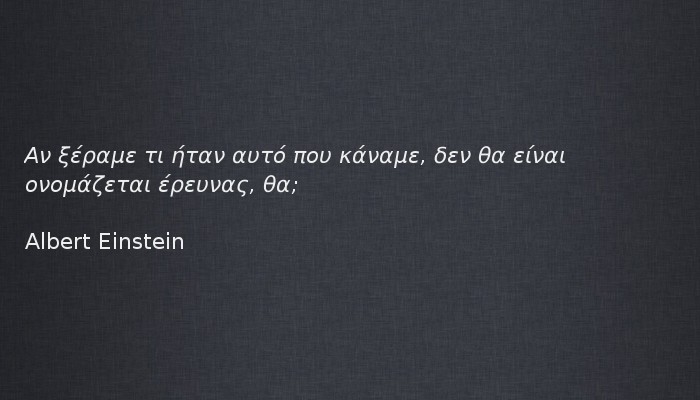 Αν ξέραμε τι ήταν αυτό που κάναμε, δεν θα είναι
ονομάζεται έρευνας, θα;
Albert Einstein